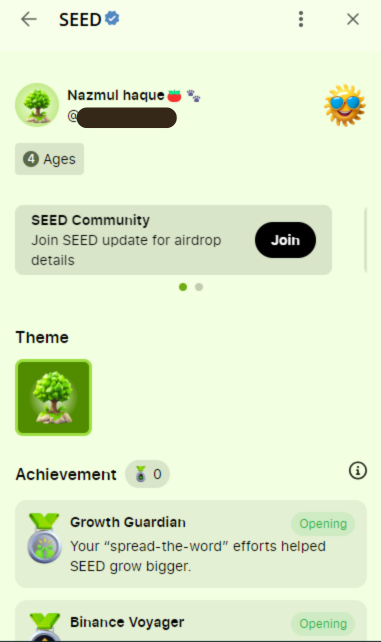 SEED
Nazmul haque
@
4 Ages
SEED Community
Join SEED update for airdrop
details
Join
Theme
Achievement 0
Growth Guardian
Opening
Your “spread-the-word” efforts helped
SEED grow bigger.
Binance Voyager
Opening